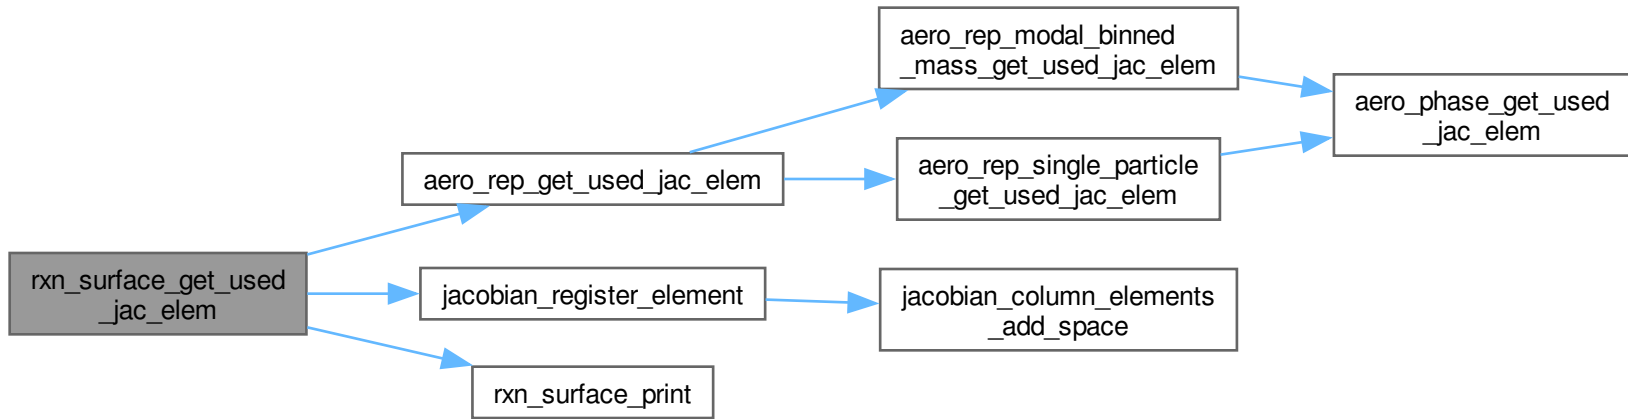 rxn_surface_get_used
_jac_elem
aero_rep_get_used_jac_elem
aero_rep_modal_binned
_mass_get_used_jac_elem
aero_phase_get_used
_jac_elem
aero_rep_single_particle
_get_used_jac_elem
jacobian_register_element
jacobian_column_elements
_add_space
rxn_surface_print